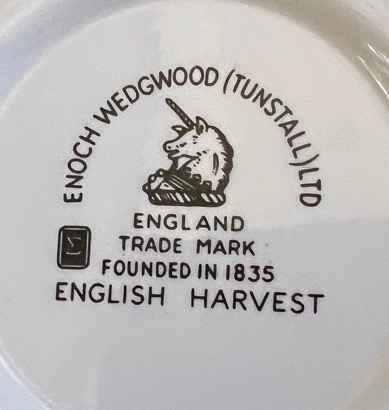 ENOCH WEDGWOOD (TUNSTALL) LTD
ENGLAND
TRADE MARK
FOUNDED IN 1835
ENGLISH HARVEST